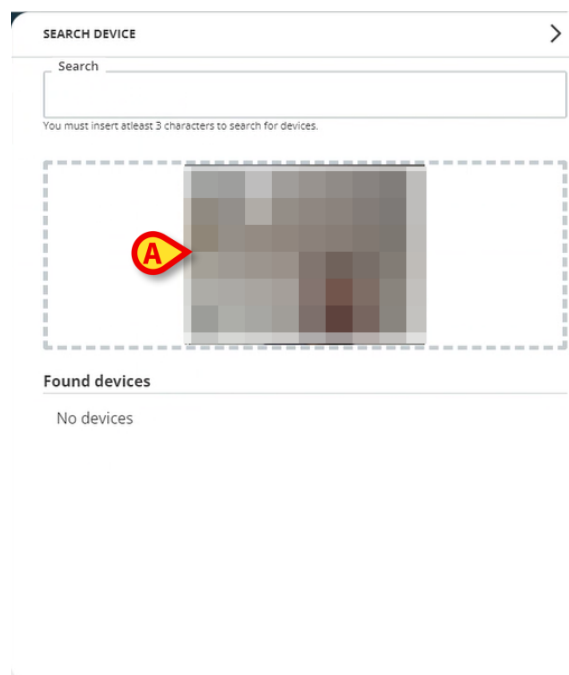 SEARCH DEVICE
Search
You must insert atleast 3 characters to search for devices.
A
Found devices
No devices